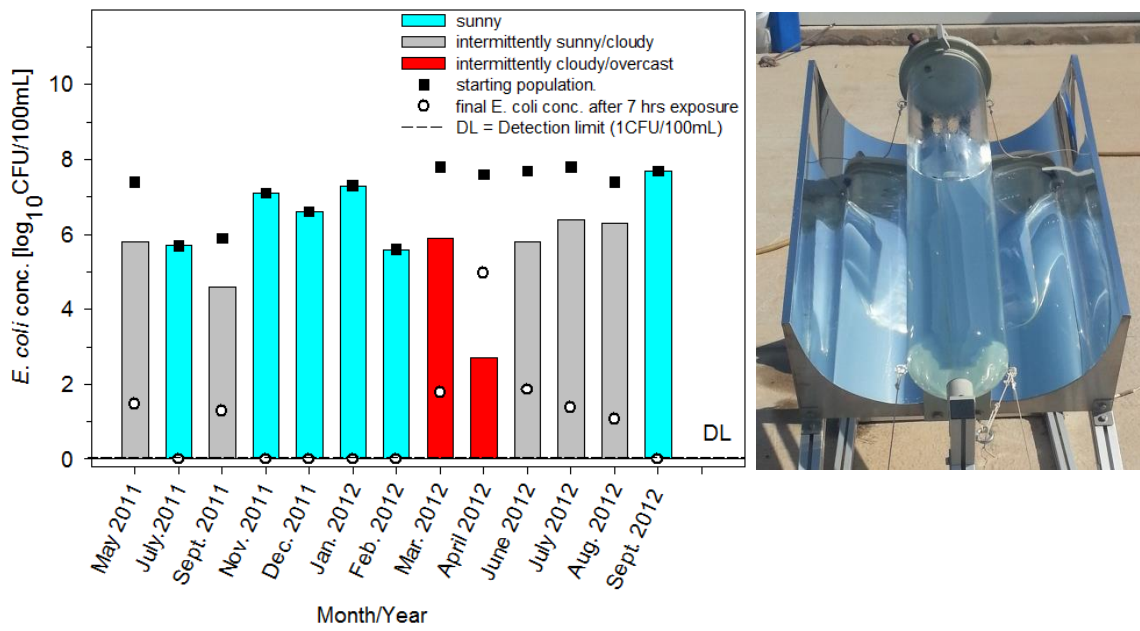 sunny
intermittently sunny/cloudy
intermittently cloudy/overcast
starting population.
final E. coli conc. after 7 hrs exposure
DL = Detection limit (1CFU/100mL)
E. coli conc. [log10CFU/100mL]
10
8
6
4
2
0
DL
May 2011
July.2011
Sept. 2011
Nov. 2011
Dec. 2011
Jan. 2012
Feb. 2012
Mar. 2012
April 2012
June 2012
July 2012
Aug. 2012
Sept. 2012
Month/Year